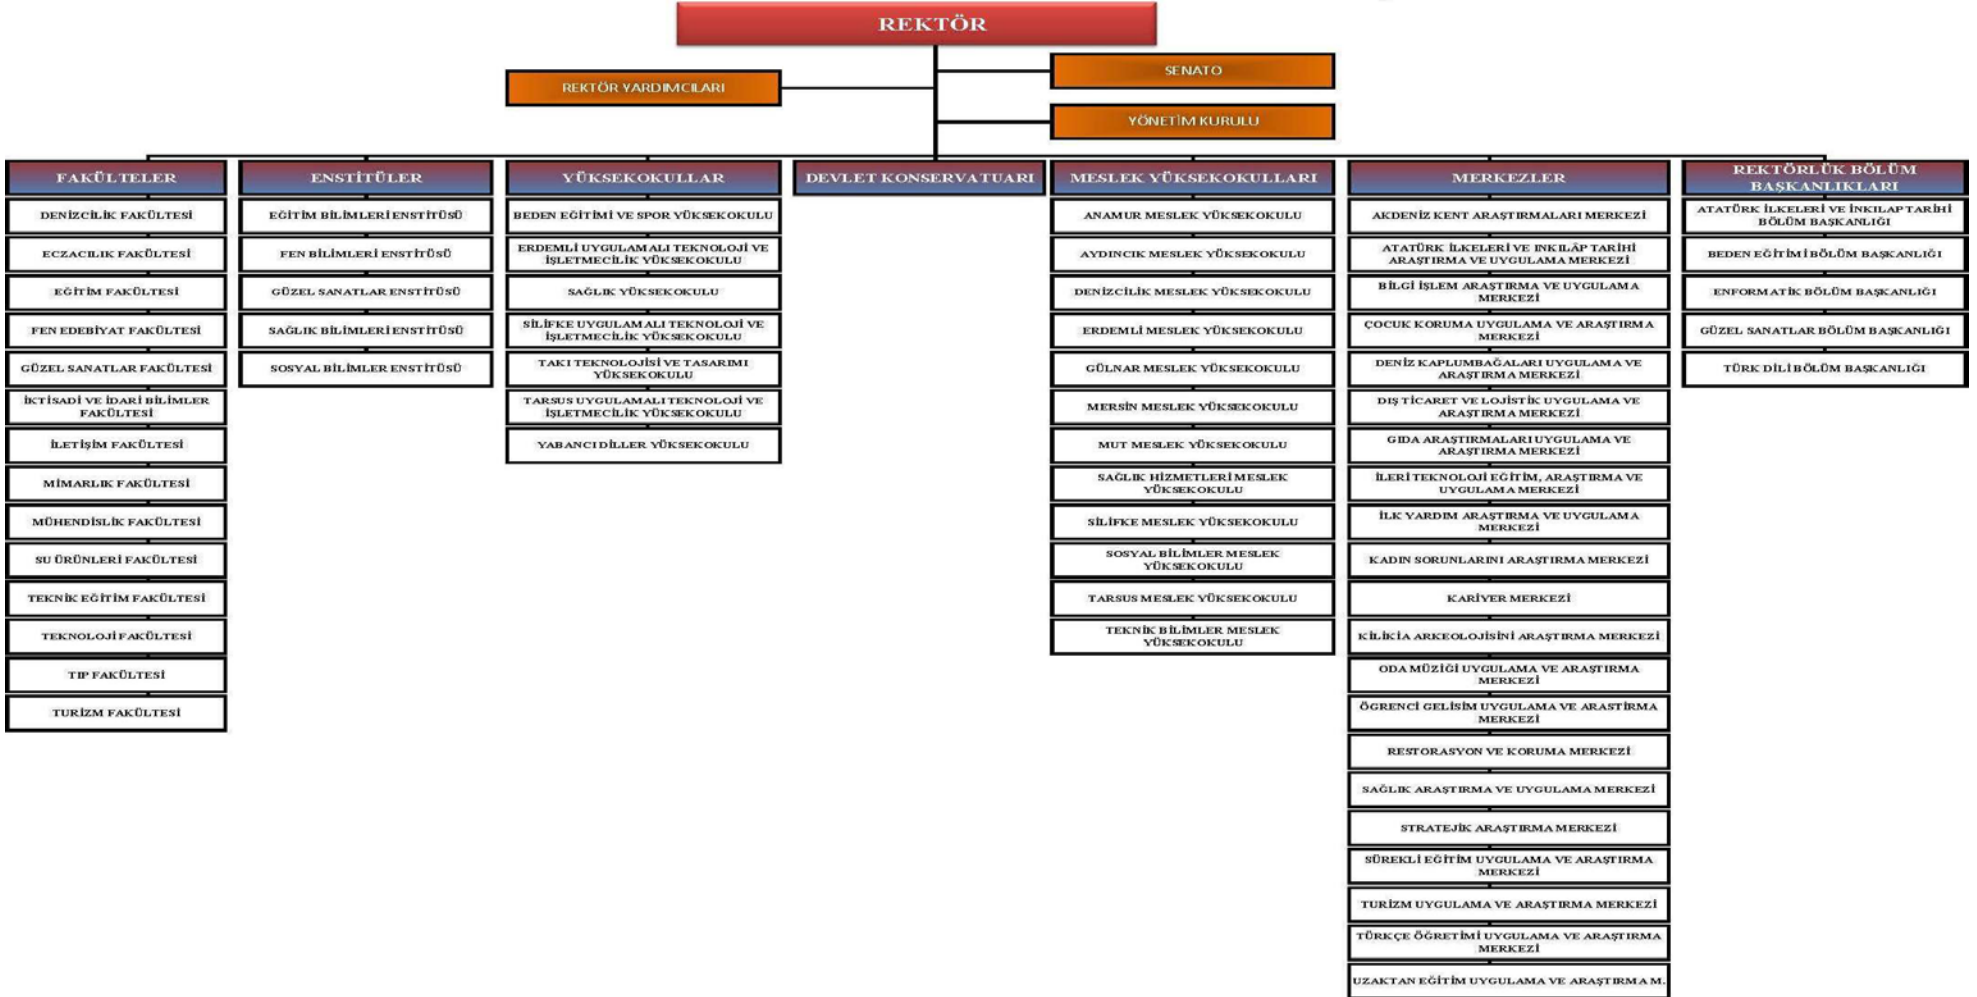 REKTÖR
SENATO
REKTÖR YARDIMCILARI
YÖNETİM KURULU
FAKÜLTELER
DENİZCİLİK FAKÜLTESİ
ECZACILIK FAKÜLTESİ
EĞİTİM FAKÜLTESİ
FEN EDEBİYAT FAKÜLTESİ
GÜZEL SANATLAR FAKÜLTESİ
İKTİSADİ VE İDARİ BİLİMLER
FAKÜLTESİ
İLETİŞİM FAKÜLTESİ
MİMARLIK FAKÜLTESİ
MÜHENDİSLİK FAKÜLTESİ
SU ÜRÜNLERİ FAKÜLTESİ
TEKNİK EĞİTİM FAKÜLTESİ
TEKNOLOJİ FAKÜLTESİ
TIP FAKÜLTESİ
TURİZM FAKÜLTESİ
ENSTİTÜLER
EĞİTİM BİLİMLERİ ENSTİTÜSÜ
FEN BİLİMLERİ ENSTİTÜSÜ
GÜZEL SANATLAR ENSTİTÜSÜ
SAĞLIK BİLİMLERİ ENSTİTÜSÜ
SOSYAL BİLİMLER ENSTİTÜSÜ
YÜKSEKOKULLAR
BEDEN EĞİTİMİ VE SPOR YÜKSEKOKULU
ERDEMLİ UYGULAMALI TEKNOLOJİ VE
İŞLETMECİLİK YÜKSEKOKULU
SAĞLIK YÜKSEKOKULU
SİLİFKE UYGULAMALI TEKNOLOJİ VE
İŞLETMECİLİK YÜKSEKOKULU
TAKI TEKNOLOJİSİ VE TASARIMI
YÜKSEKOKULU
TARSUS UYGULAMALI TEKNOLOJİ VE
İŞLETMECİLİK YÜKSEKOKULU
YABANCI DİLLER YÜKSEKOKULU
DEVLET KONSERVATUARI
MESLEK YÜKSEKOKULLARI
ANAMUR MESLEK YÜKSEKOKULU
AYDINCIK MESLEK YÜKSEKOKULU
DENİZCİLİK MESLEK YÜKSEKOKULU
ERDEMLİ MESLEK YÜKSEKOKULU
GÜLNAR MESLEK YÜKSEKOKULU
MERSİN MESLEK YÜKSEKOKULU
MUT MESLEK YÜKSEKOKULU
SAĞLIK HİZMETLERİ MESLEK
YÜKSEKOKULU
SİLİFKE MESLEK YÜKSEKOKULU
SOSYAL BİLİMLER MESLEK
YÜKSEKOKULU
TARSUS MESLEK YÜKSEKOKULU
TEKNİK BİLİMLER MESLEK
YÜKSEKOKULU
MERKEZLER
AKDENİZ KENT ARAŞTIRMALARI MERKEZİ
ATATÜRK İLKELERİ VE INKILÂP TARİHİ
ARAŞTIRMA VE UYGULAMA MERKEZİ
BİLGİ İŞLEM ARAŞTIRMA VE UYGULAMA
MERKEZİ
ÇOCUK KORUMA UYGULAMA VE ARAŞTIRMA
MERKEZİ
DENİZ KAPLUMBAĞALARI UYGULAMA VE
ARAŞTIRMA MERKEZİ
DIŞ TİCARET VE LOJİSTİK UYGULAMA VE
ARAŞTIRMA MERKEZİ
GIDA ARAŞTIRMALARI UYGULAMA VE
ARAŞTIRMA MERKEZİ
İLERİ TEKNOLOJİ EĞİTİM, ARAŞTIRMA VE
UYGULAMA MERKEZİ
İLK YARDIM ARAŞTIRMA VE UYGULAMA
MERKEZİ
KADIN SORUNLARINI ARAŞTIRMA MERKEZİ
KARİYER MERKEZİ
KİLİKİA ARKEOLOJİSİNİ ARAŞTIRMA MERKEZİ
ODA MÜZİĞİ UYGULAMA VE ARAŞTIRMA
MERKEZİ
ÖGRENCİ GELİSİM UYGULAMA VE ARASTİRMA
MERKEZİ
RESTORASYON VE KORUMA MERKEZİ
SAĞLIK ARAŞTIRMA VE UYGULAMA MERKEZİ
STRATEJİK ARAŞTIRMA MERKEZİ
SÜREKLİ EĞİTİM UYGULAMA VE ARAŞTIRMA
MERKEZİ
TURİZM UYGULAMA VE ARAŞTIRMA MERKEZİ
TÜRKÇE ÖĞRETİMİ UYGULAMA VE ARAŞTIRMA
MERKEZİ
UZAKTAN EĞİTİM UYGULAMA VE ARAŞTIRMA M.
REKTÖRLÜK BÖLÜM
BAŞKANLIKLARI
ATATÜRK İLKELERİ VE İNKILAP TARİHİ
BÖLÜM BAŞKANLIĞI
BEDEN EĞİTİMİ BÖLÜM BAŞKANLIĞI
ENFORMATİK BÖLÜM BAŞKANLIĞI
GÜZEL SANATLAR BÖLÜM BAŞKANLIĞI
TÜRK DİLİ BÖLÜM BAŞKANLIĞI